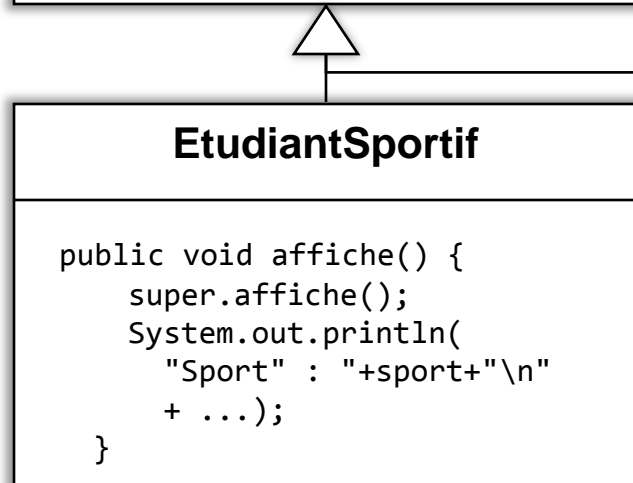 EtudiantSportif
public void affiche() {
super.affiche();
System.out.println(
"Sport" : "+sport+"\n"
+ ...);
}